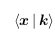 ⟨x | k⟩